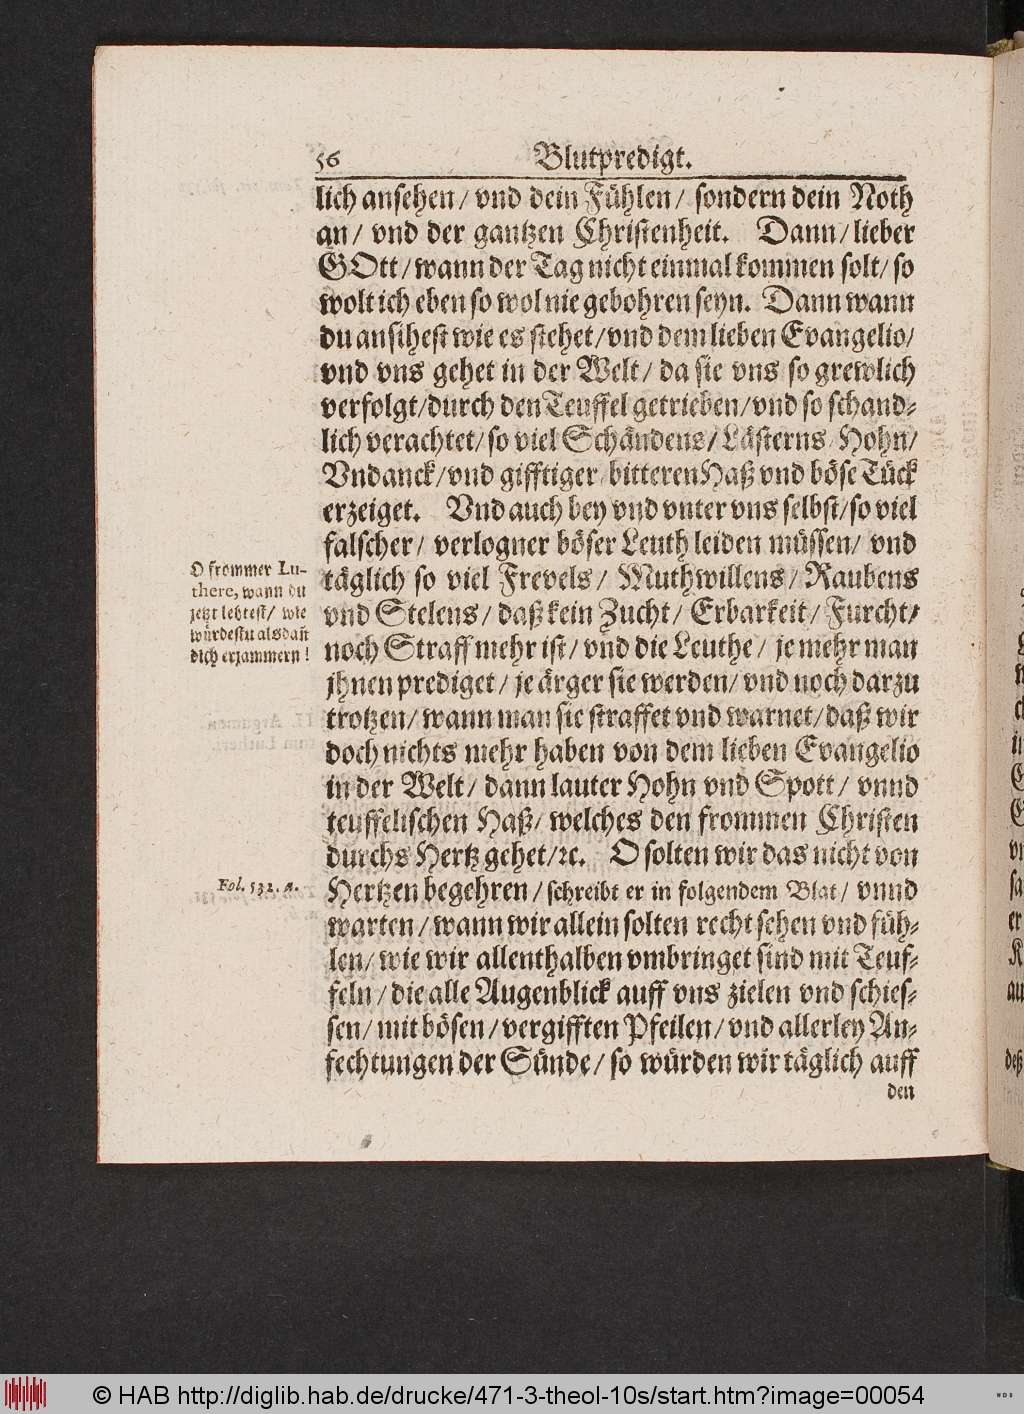 56 Blutpredigt.
lich ansehen/ vnd dein Fühlen/ sondern dein Noth
an/ vnd der gantzen Christenheit. Dann/ lieber
GOtt/ wann der Tag nicht einmal kommen solt/ so
wolt ich eben so wol nie gebohren seyn. Dann wann
du ansihest wie es stehet/ vnd dem lieben Evangelio/
vnd vns gehet in der Welt/ da sie vns so grewlich
verfolgt/ durch den Teuffel getrieben/ vnd so schand-
lich verachtet/ so viel Schändens/ Lästerns/ Hohn/
Vndanck/ vnd gifftiger/ bitteren Haß vnd böse Tück
erzeiget. Vnd auch bey vnd vnter vns selbst/ so viel
falscher/ verlogner böser Leuth leiden müssen/ vnd
täglich so viel Frevels/ Muthwillens/ Raubens
vnd Stelens/ daß kein Zucht/ Erbarkeit/ Furcht/
noch Straff mehr ist/ vnd die Leuthe/ je mehr man
jhnen prediget/ je ärger sie werden/ vnd noch darzu
trotzen/ wann man sie straffet vnd warnet/ daß wir
doch nichts mehr haben von dem lieben Evangelio
in der Welt/ dann lauter Hohn vnd Spott/ vnnd
teuffelischen Haß/ welches den frommen Christen
durchs Hertz gehet/ ꝛc. O solten wir das nicht von
Hertzen begehren/ schreibt er in folgendem Blat/ vnnd
warten/ wann wir allein solten recht sehen vnd füh-
len/ wie wir allenthalben vmbringet sind mit Teuf-
feln/ die alle Augenblick auff vns zielen vnd schies-
sen/ mit bösen/ vergifften Pfeilen/ vnd allerley An-
fechtungen der Sünde/ so würden wir täglich auff
den
O frommer Lu-
there, wann du
jetzt lebtest/ wie
würdestu alsdañ
dich erjammern!
Fol. 532. a.
© HAB http://diglib.hab.de/drucke/471-3-theol-10s/start.htm?image=00054